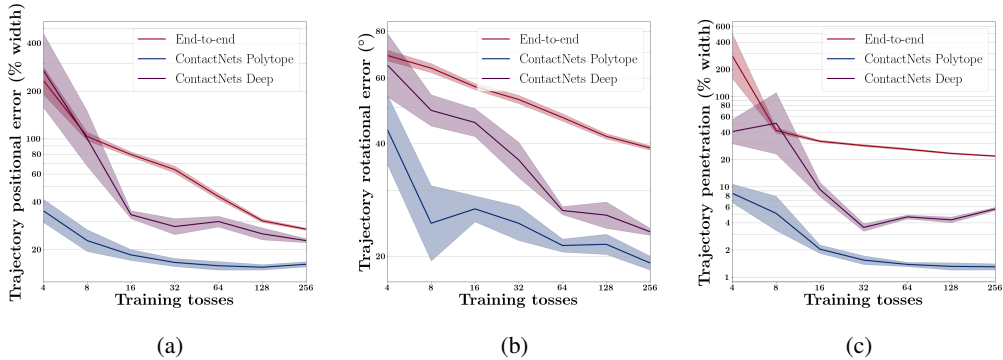 Trajectory positional error (% width)
400
200
100
80
60
40
20
End-to-end
ContactNets Polytope
ContactNets Deep
4 8 16 32 64 128 256
Training tosses
(a)
Trajectory rotational error (°)
80
60
40
20
End-to-end
ContactNets Polytope
ContactNets Deep
4 8 16 32 64 128 256
Training tosses
(b)
Trajectory penetration (% width)
600
400
200
100
80
60
40
20
10
8
6
4
2
1
End-to-end
ContactNets Polytope
ContactNets Deep
4 8 16 32 64 128 256
Training tosses
(c)